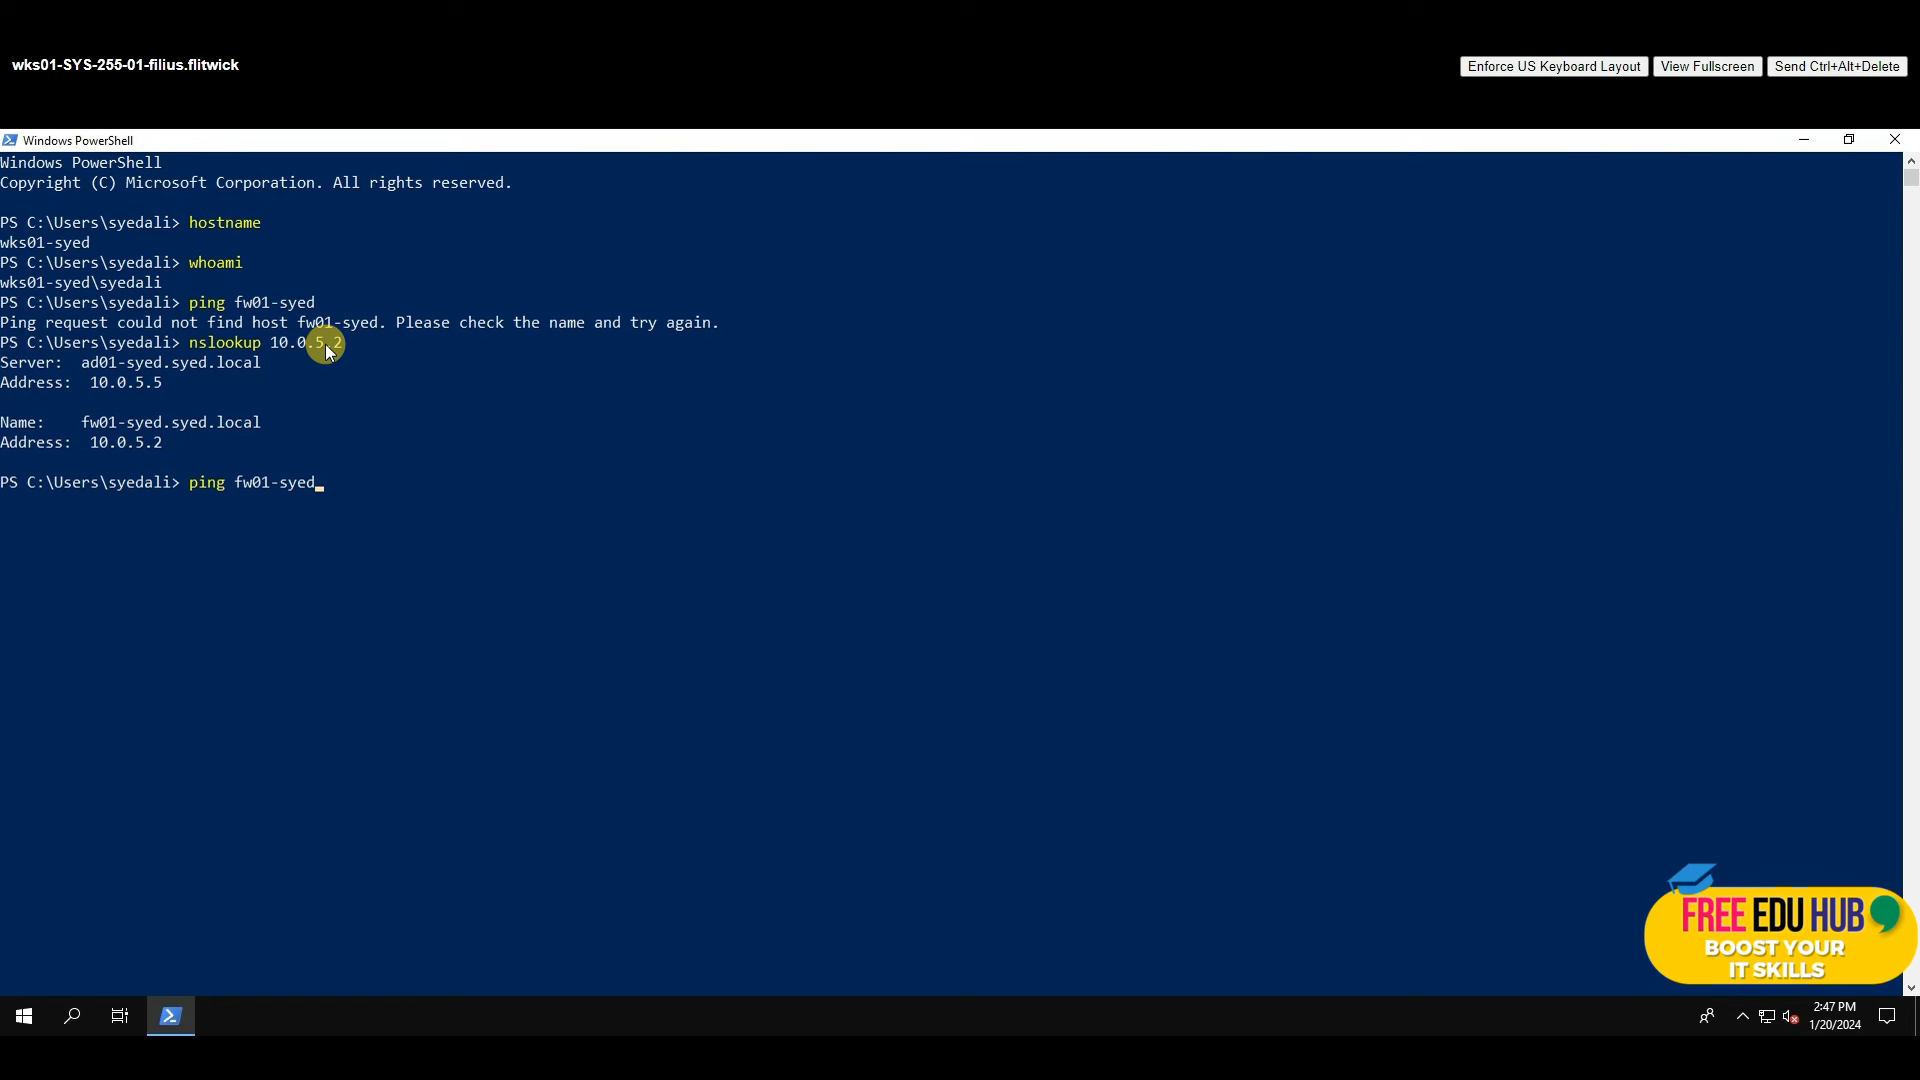 wks01-SYS-255-01-filius.flitwick
Enforce US Keyboard Layout View Fullscreen Send Ctrl+Alt+Delete
Windows PowerShell
Windows PowerShell
Copyright (C) Microsoft Corporation. All rights reserved.
PS C:\Users\syedali> hostname
wks01-syed
PS C:\Users\syedali> whoami
wks01-syed\syedali
PS C:\Users\syedali> ping fw01-syed
Ping request could not find host fw01-syed. Please check the name and try again.
PS C:\Users\syedali> nslookup 10.0.5.2
Server:  ad01-syed.syed.local
Address:  10.0.5.5
Name:    fw01-syed.syed.local
Address:  10.0.5.2
PS C:\Users\syedali> ping fw01-syed
FREE EDU HUB
BOOST YOUR
IT SKILLS
2:47 PM
1/20/2024